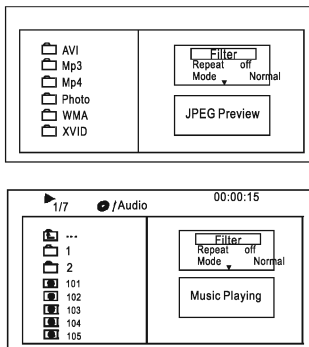 AVI
Mp3
Mp4
Photo
WMA
XVID
Filter
Repeat off
Mode Normal
JPEG Preview
1/7 /Audio 00:00:15
...
1
2
101
102
103
104
105
Filter
Repeat off
Mode Normal
Music Playing